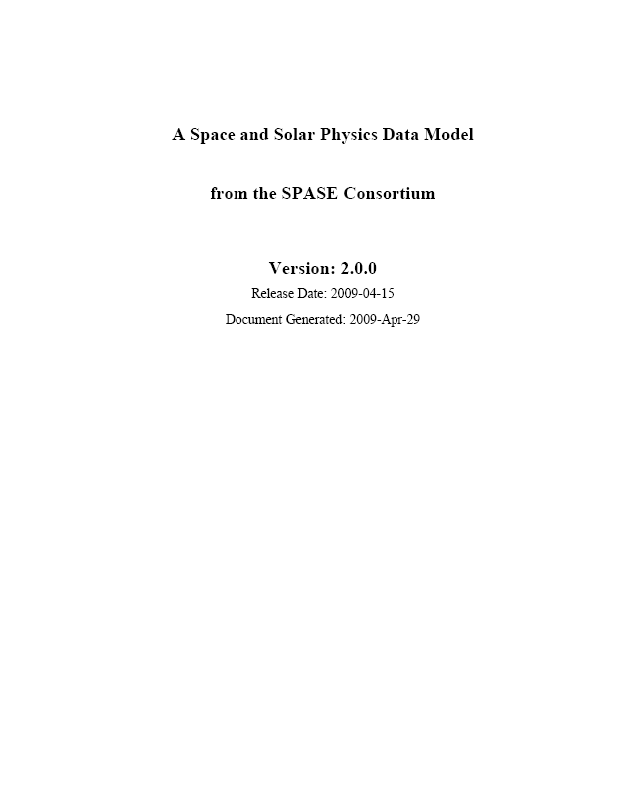 A Space and Solar Physics Data Model
from the SPASE Consortium
Version: 2.0.0
Release Date: 2009-04-15
Document Generated: 2009-Apr-29